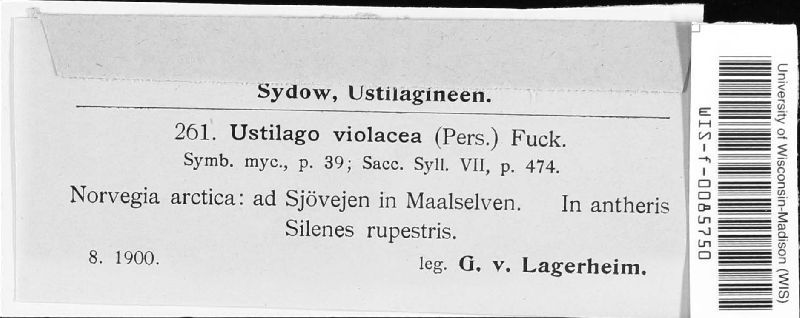 Sydow, Ustilagineen.
261. Ustilago violacea (Pers.) Fuck.
Symb. myc., p. 39; Sacc. Syll. VII, p. 474.
Norvegia arctica: ad Sjövejen in Maalselven. In antheris
Silenes rupestris.
8. 1900.
leg. G. v. Lagerheim.
WIS-f-0085750
University of Wisconsin-Madison (WIS)